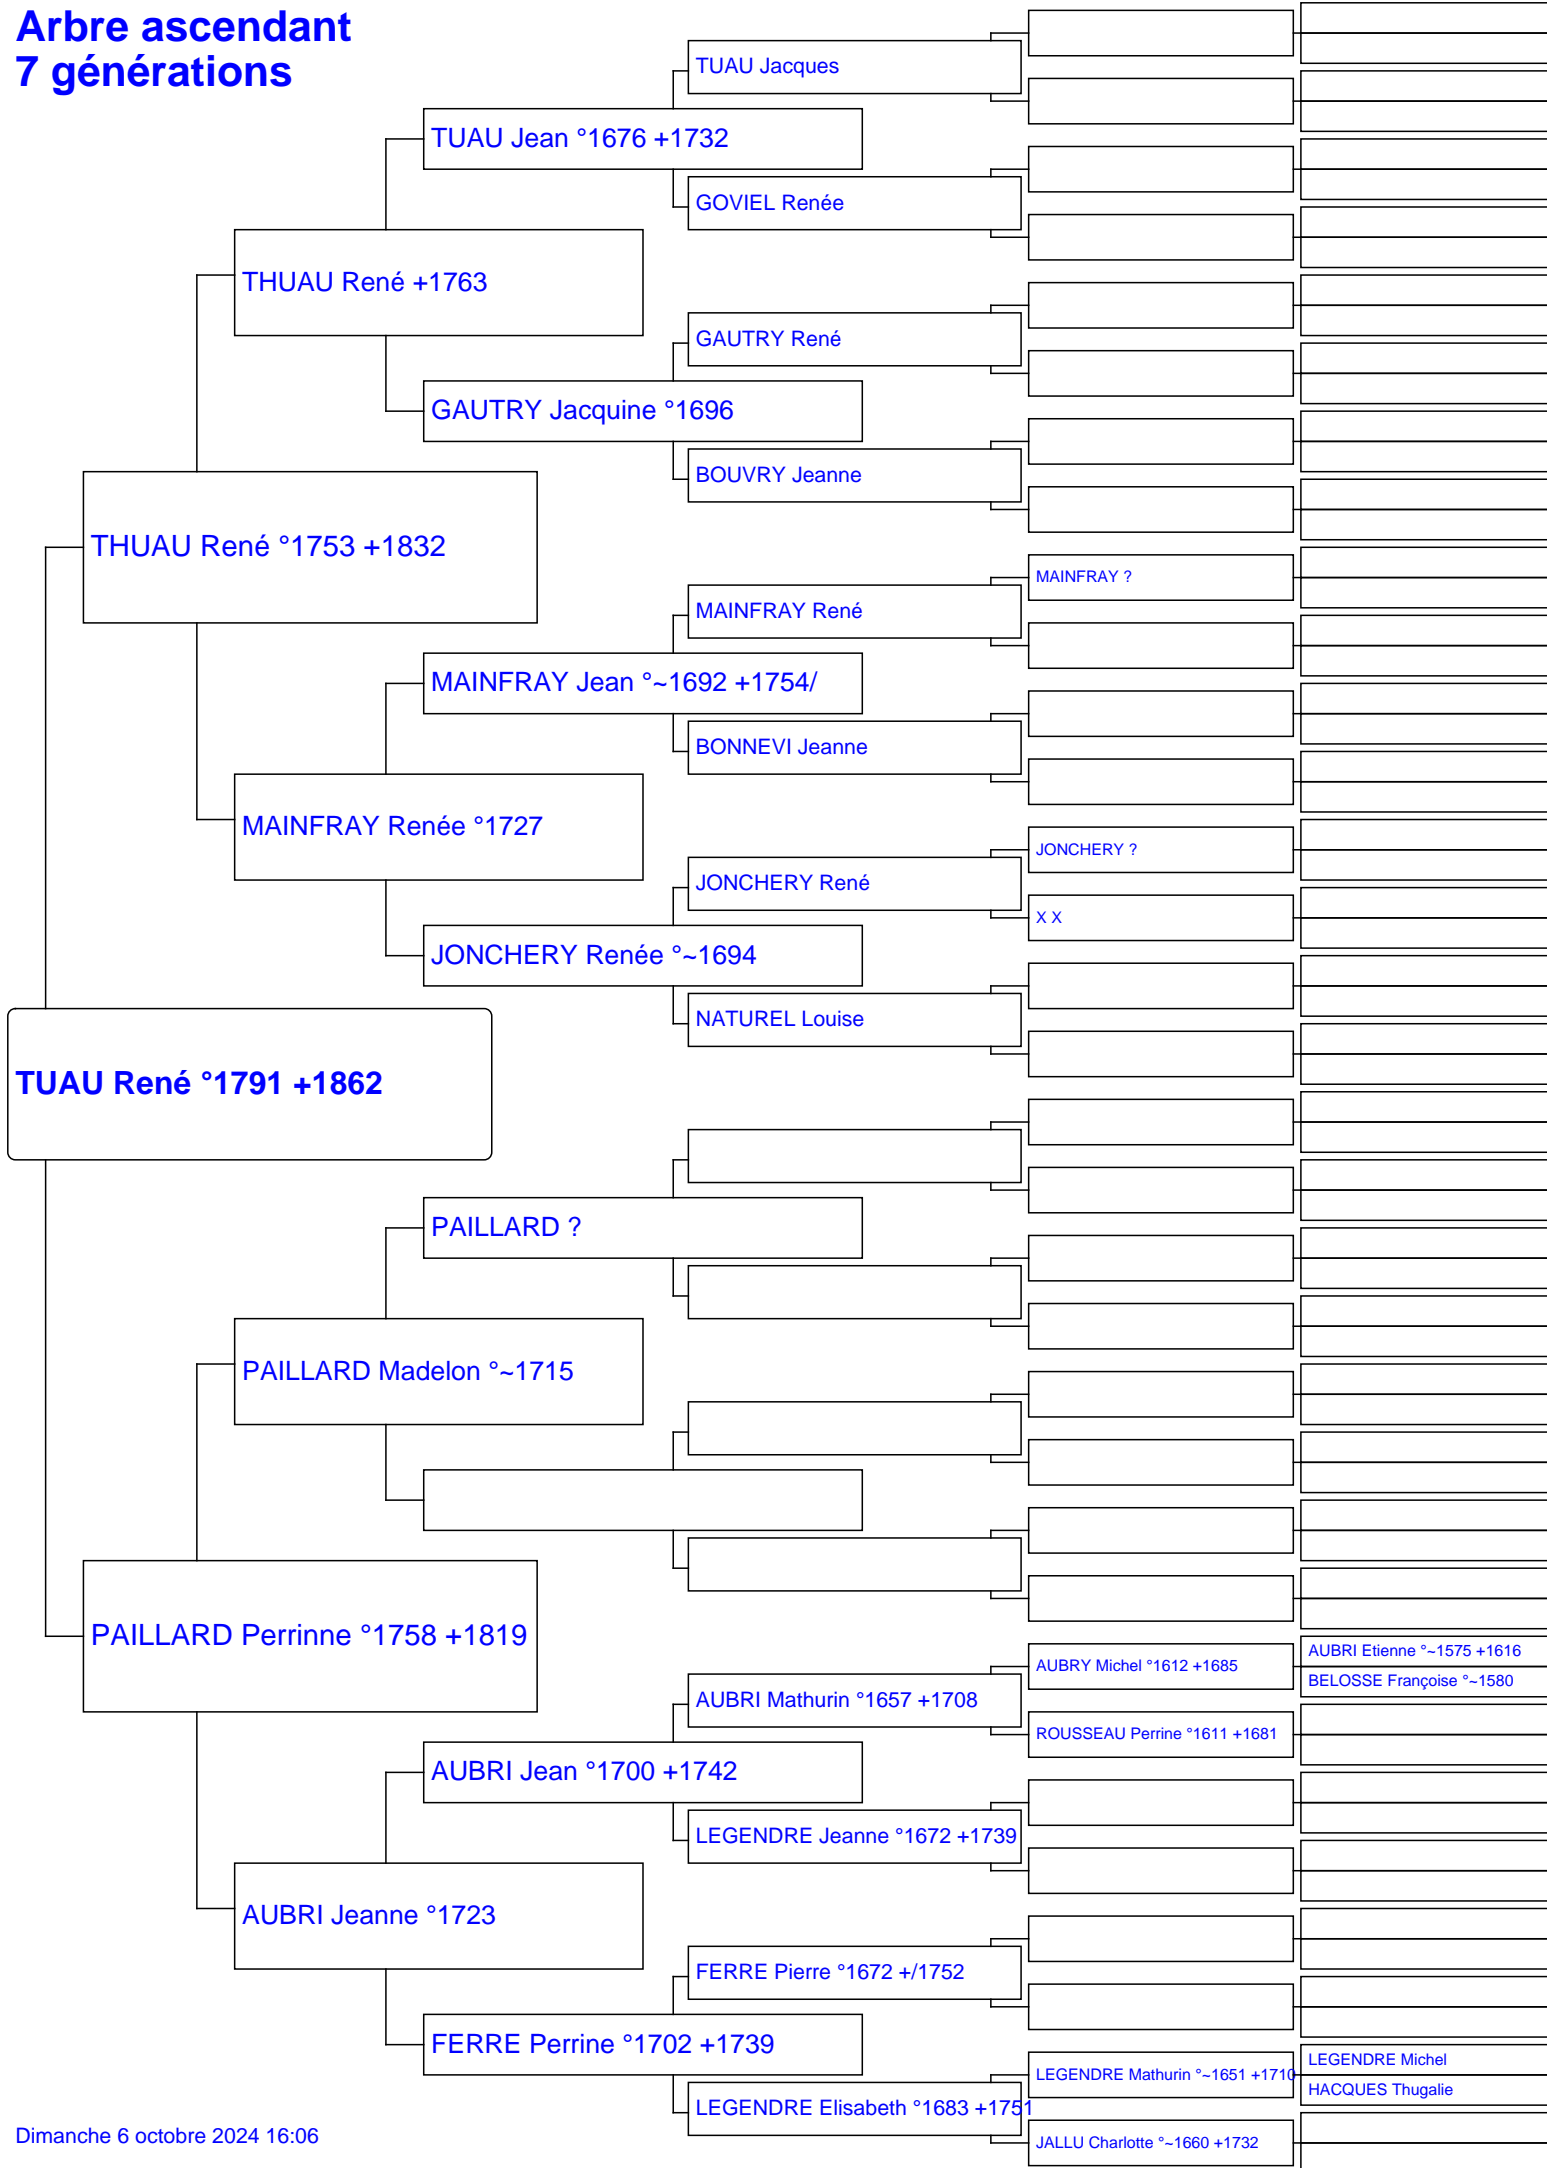 Arbre ascendant
7 générations
TUAU Jacques
TUAU Jean °1676 +1732
GOVIEL Renée
THUAU René +1763
GAUTRY René
GAUTRY Jacquine °1696
BOUVRY Jeanne
THUAU René °1753 +1832
MAINFRAY ?
MAINFRAY René
MAINFRAY Jean °~1692 +1754/
BONNEVI Jeanne
MAINFRAY Renée °1727
JONCHERY ?
JONCHERY René
X X
JONCHERY Renée °~1694
NATUREL Louise
TUAU René °1791 +1862
PAILLARD ?
PAILLARD Madelon °~1715
PAILLARD Perrinne °1758 +1819
AUBRI Etienne °~1575 +1616
AUBRY Michel °1612 +1685
BELOSSE Françoise °~1580
AUBRI Mathurin °1657 +1708
ROUSSEAU Perrine °1611 +1681
AUBRI Jean °1700 +1742
LEGENDRE Jeanne °1672 +1739
AUBRI Jeanne °1723
FERRE Pierre °1672 +/1752
FERRE Perrine °1702 +1739
LEGENDRE Michel
LEGENDRE Mathurin °~1651 +1710
HACQUES Thugalie
LEGENDRE Elisabeth °1683 +1751
JALLU Charlotte °~1660 +1732
Dimanche 6 octobre 2024 16:06